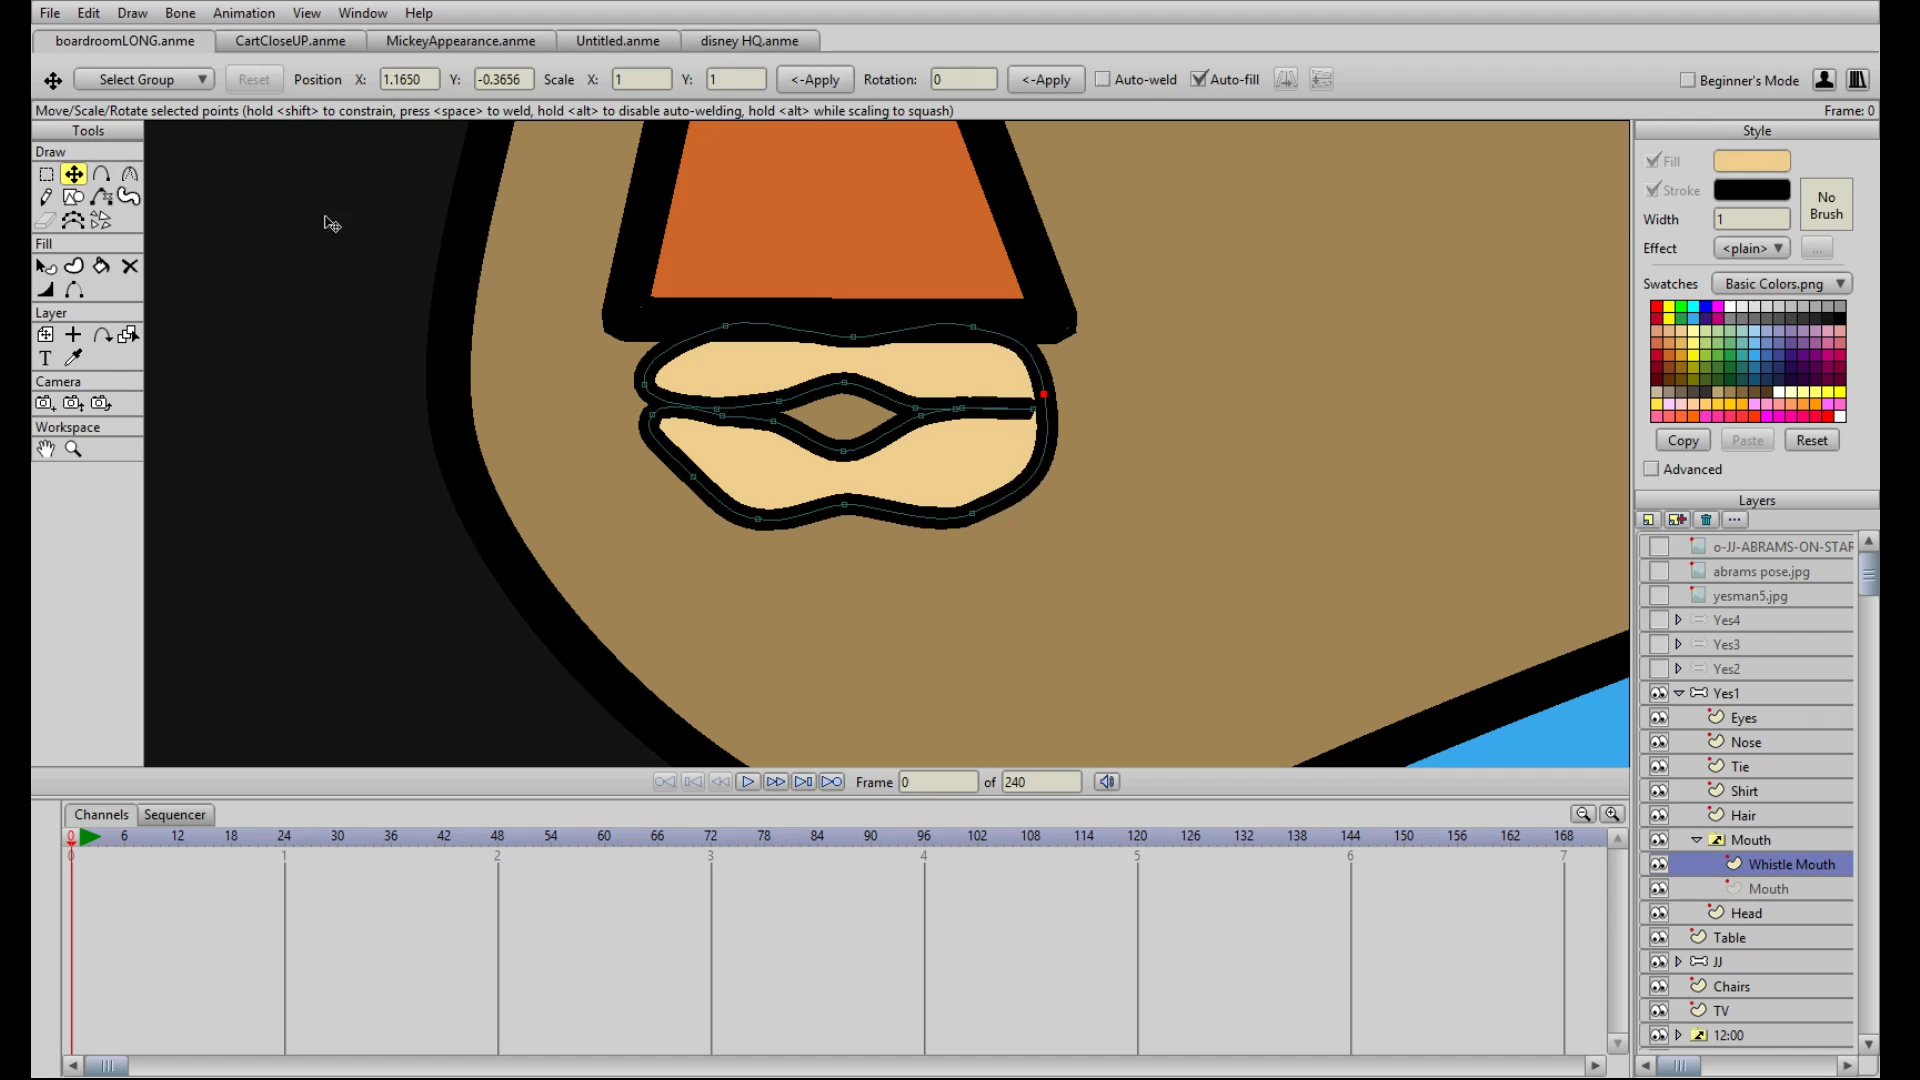 File Edit Draw Bone Animation View Window Help
boardroomLONG.anme CartCloseUP.anme MickeyAppearance.anme Untitled.anme disney HQ.anme
Select Group Reset Position X: 1.1650 Y: -0.3656 Scale X: 1 Y: 1 <-Apply Rotation: 0 <-Apply Auto-weld Auto-fill Beginner's Mode
Move/Scale/Rotate selected points (hold <shift> to constrain, press <space> to weld, hold <alt> to disable auto-welding, hold <alt> while scaling to squash) Frame: 0
Tools
Draw
Fill
Layer
T
Camera
Workspace
Style
Fill
Stroke
No
Brush
Width 1
Effect <plain> ...
Swatches Basic Colors.png
Copy Paste Reset
Advanced
Layers
o-JJ-ABRAMS-ON-STAR
abrams pose.jpg
yesman5.jpg
Yes4
Yes3
Yes2
Yes1
Eyes
Nose
Tie
Shirt
Hair
Mouth
Whistle Mouth
Mouth
Head
Table
JJ
Chairs
TV
12:00
Frame 0 of 240
Channels Sequencer
0 6 12 18 24 30 36 42 48 54 60 66 72 78 84 90 96 102 108 114 120 126 132 138 144 150 156 162 168
0 1 2 3 4 5 6 7